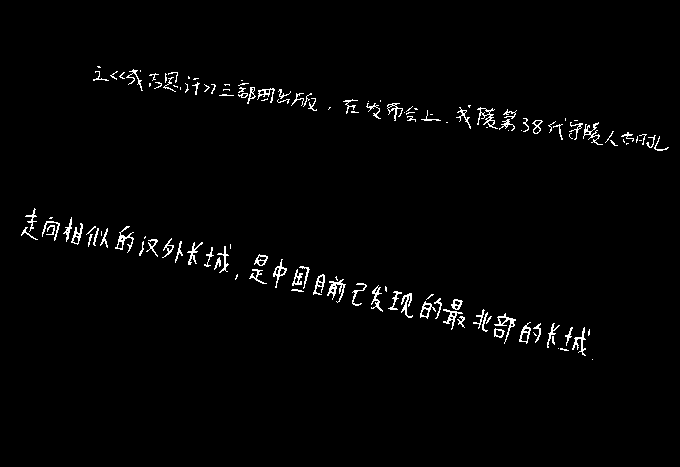 立《成吉思汗》三部曲出版,在发布会上,成陵第38代守陵人古日扎
走向相似的汉外长城,是中国目前已发现的最北部的长城.